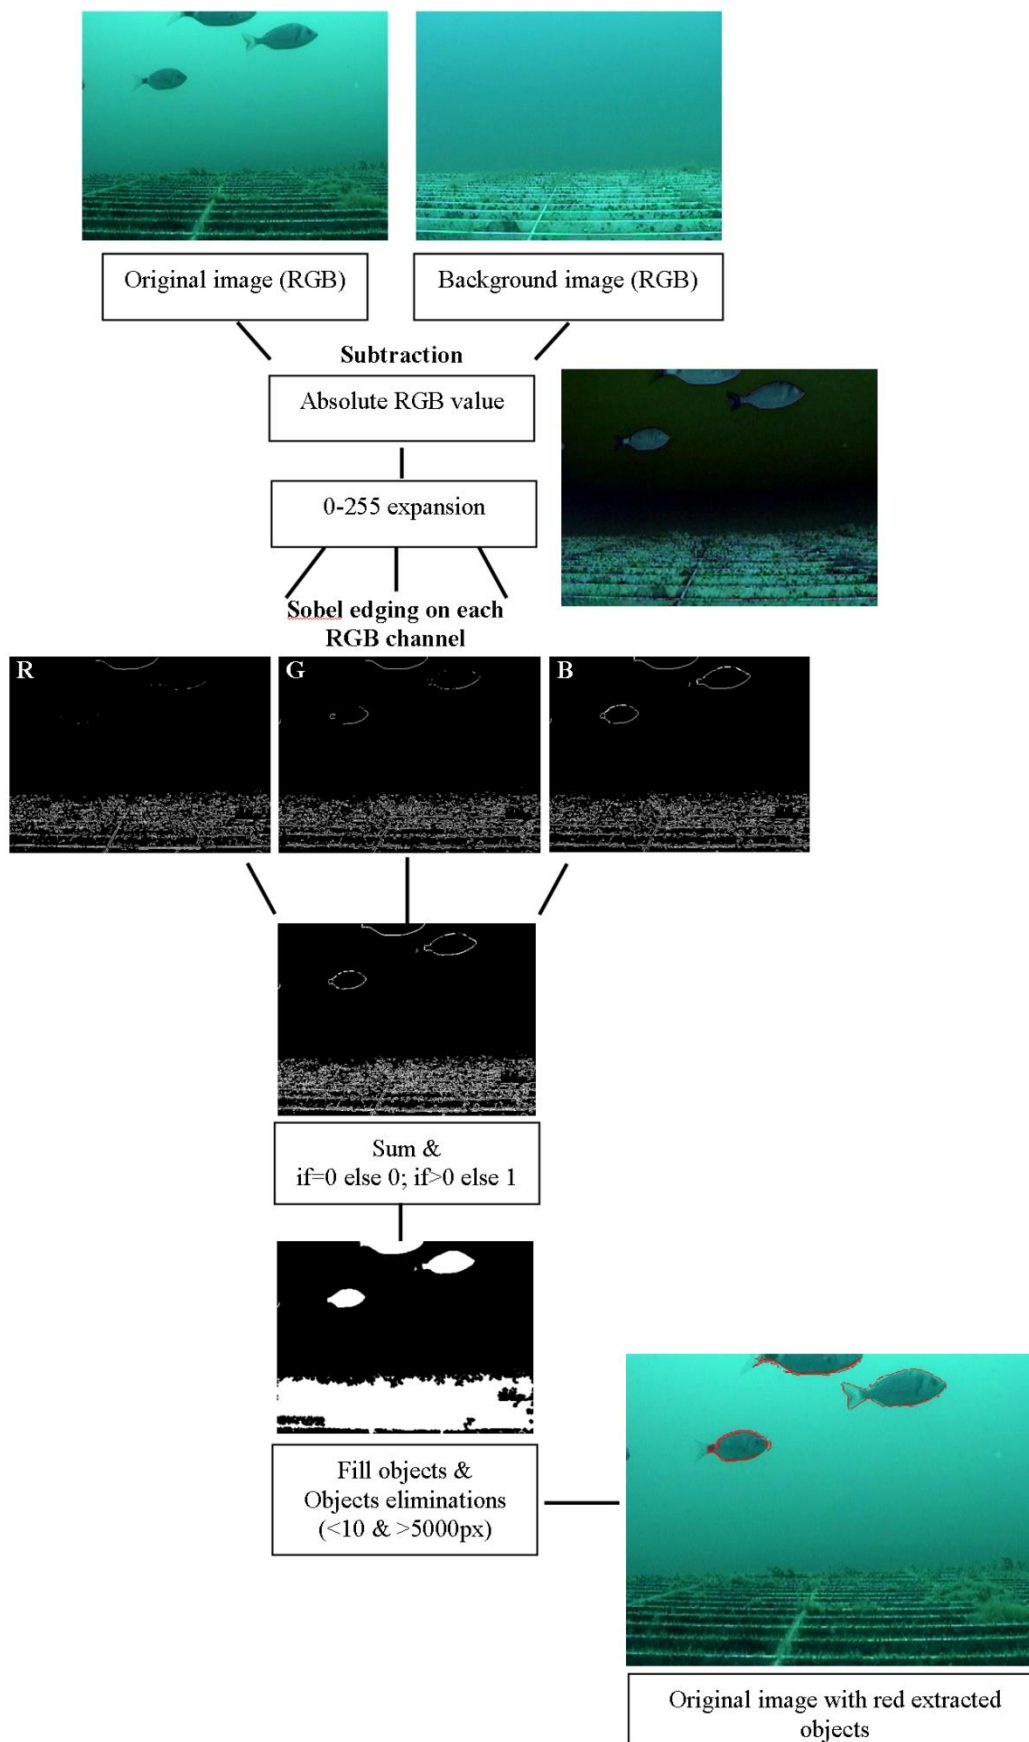 Original image (RGB)
Background image (RGB)
Subtraction
Absolute RGB value
0-255 expansion
Sobel edging on each
RGB channel
R
G
B
Sum &
if=0 else 0; if>0 else 1
Fill objects &
Objects eliminations
(<10 & >5000px)
Original image with red extracted
objects